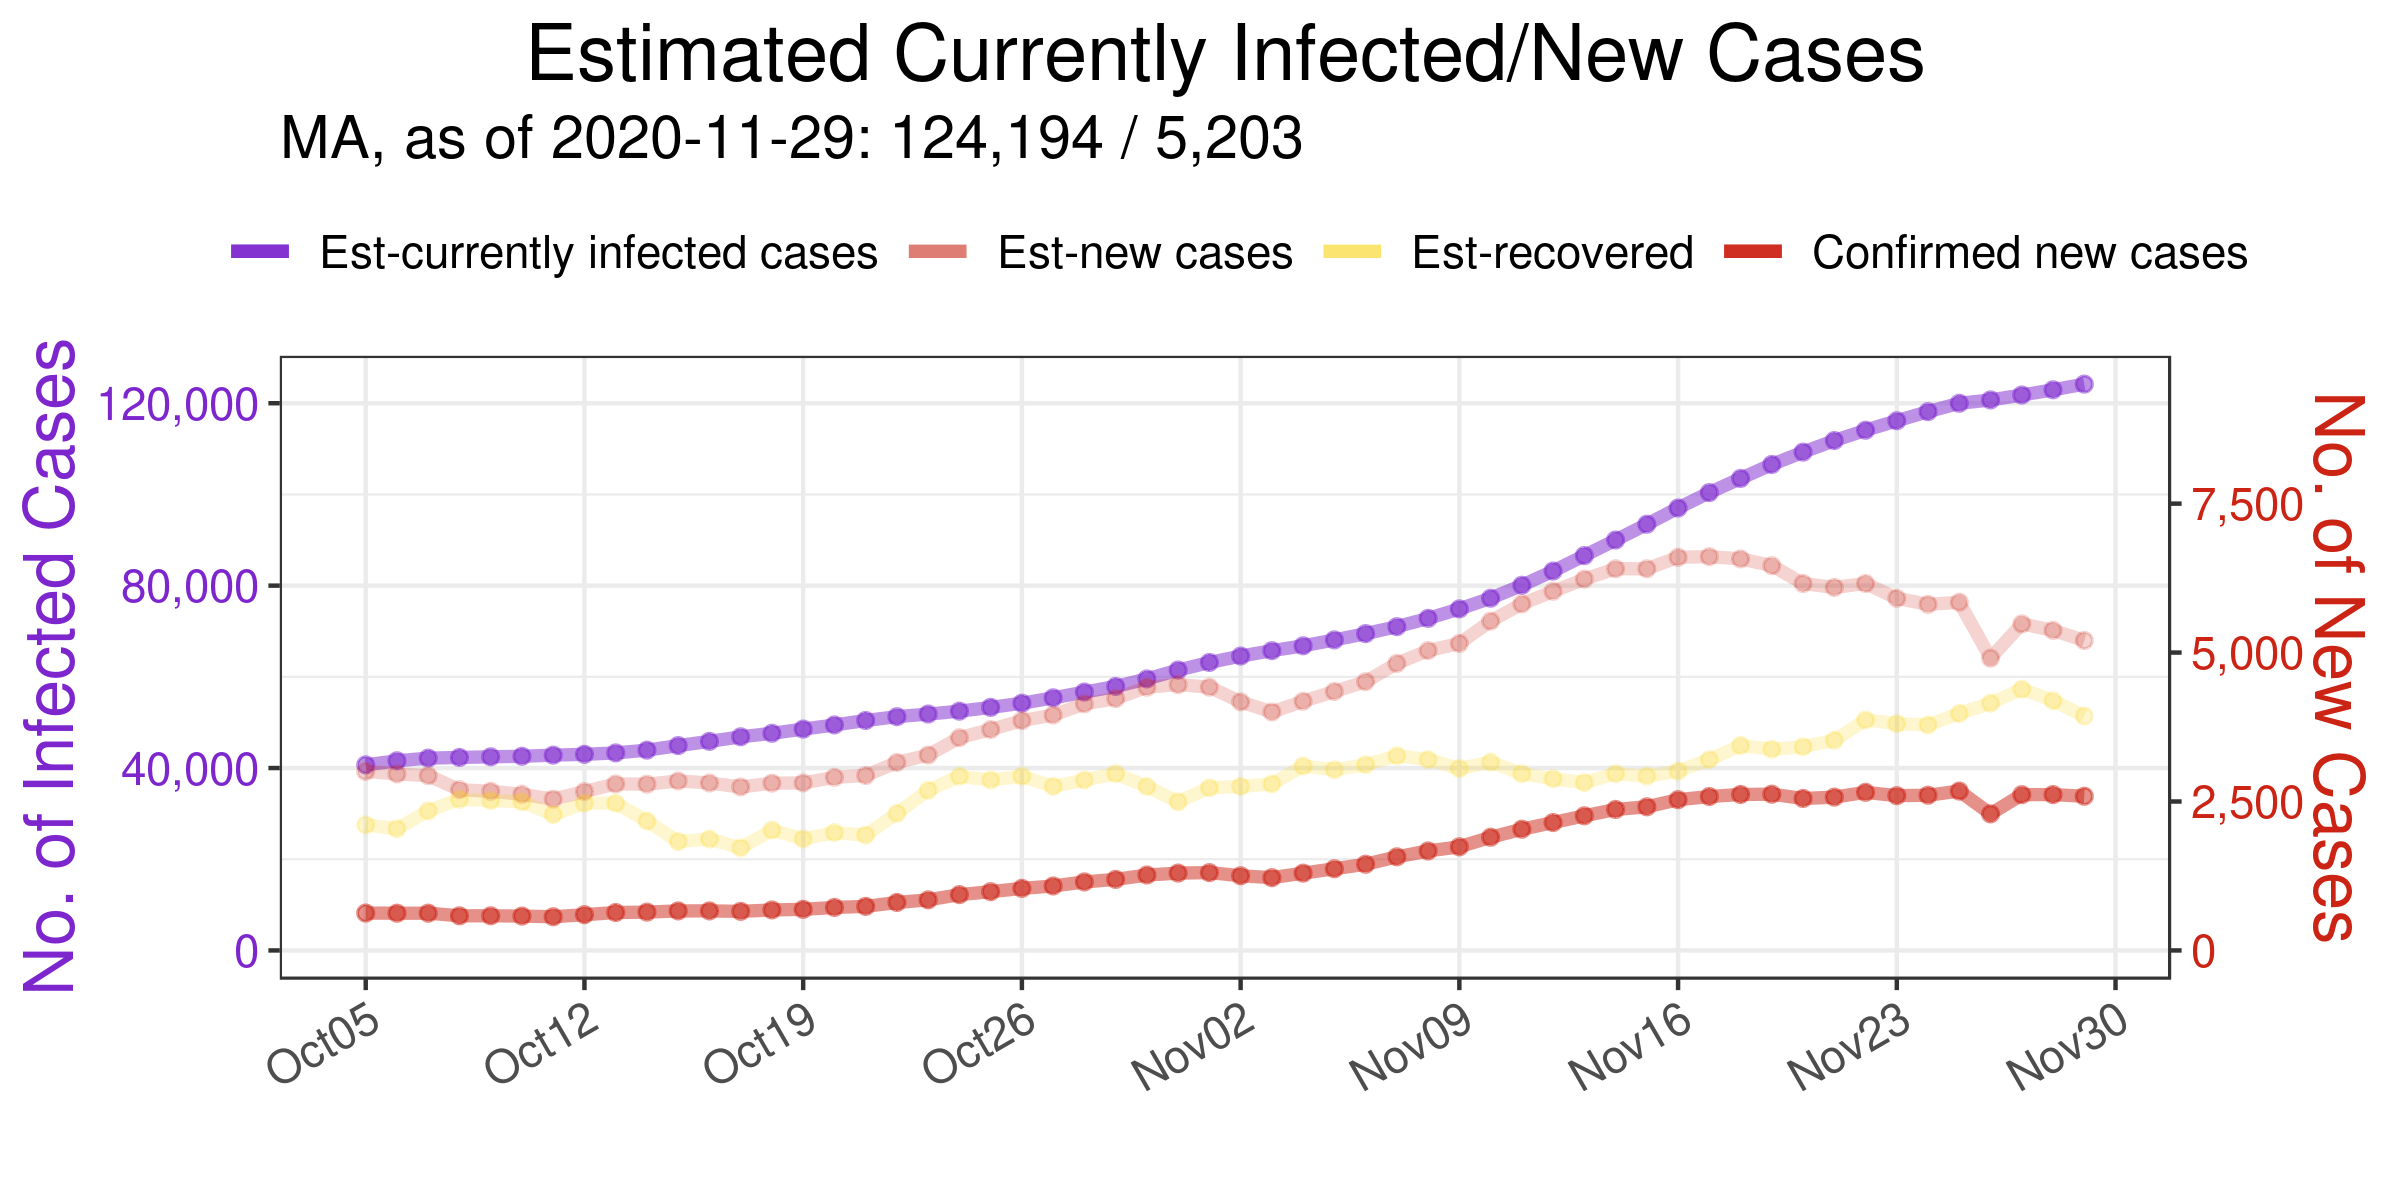 Estimated Currently Infected/New Cases
MA, as of 2020-11-29: 124,194 / 5,203
Est-currently infected cases Est-new cases Est-recovered Confirmed new cases
No. of Infected Cases
120,000
80,000
40,000
0
7,500
5,000
2,500
0
No. of New Cases
Oct05 Oct12 Oct19 Oct26 Nov02 Nov09 Nov16 Nov23 Nov30